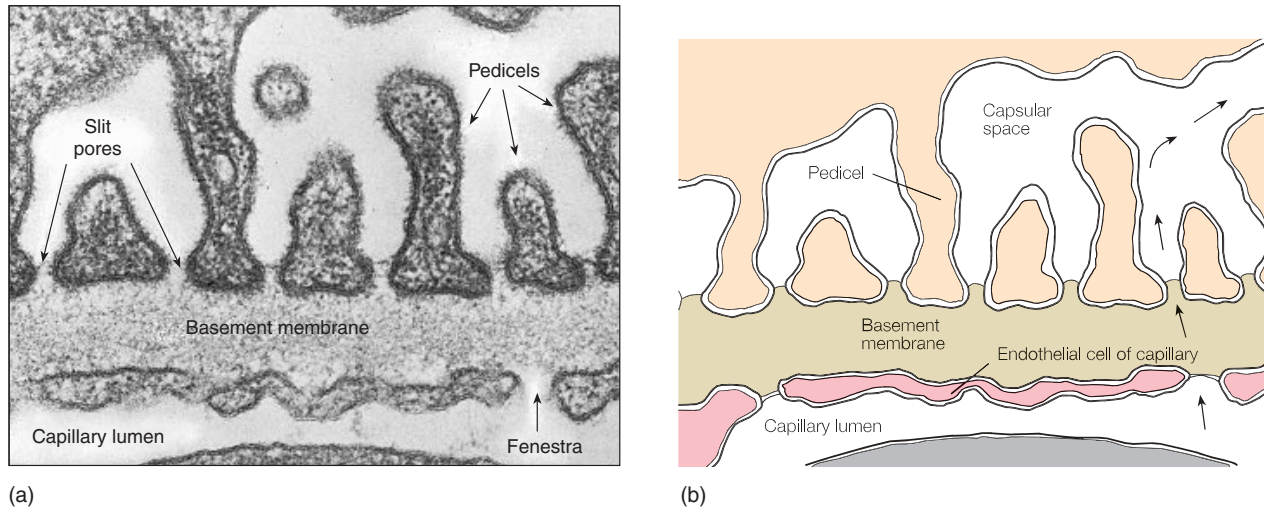 Pedicels
Slit
pores
Basement membrane
Capillary lumen
Fenestra
(a)
Capsular
space
Pedicel
Basement
membrane
Endothelial cell of capillary
Capillary lumen
(b)